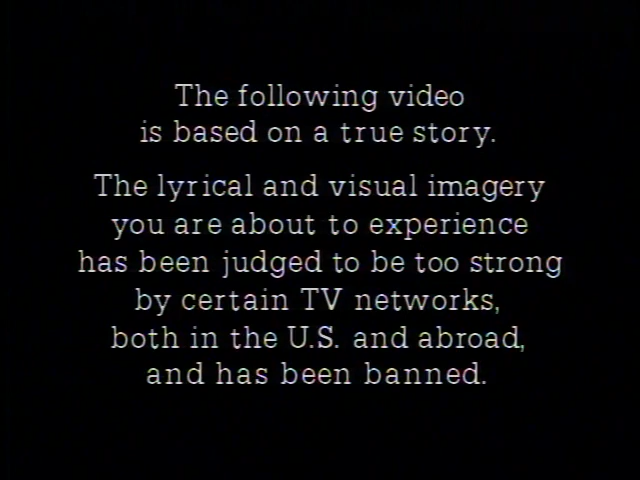 The following video
is based on a true story.
The lyrical and visual imagery
you are about to experience
has been judged to be too strong
by certain TV networks,
both in the U.S. and abroad,
and has been banned.